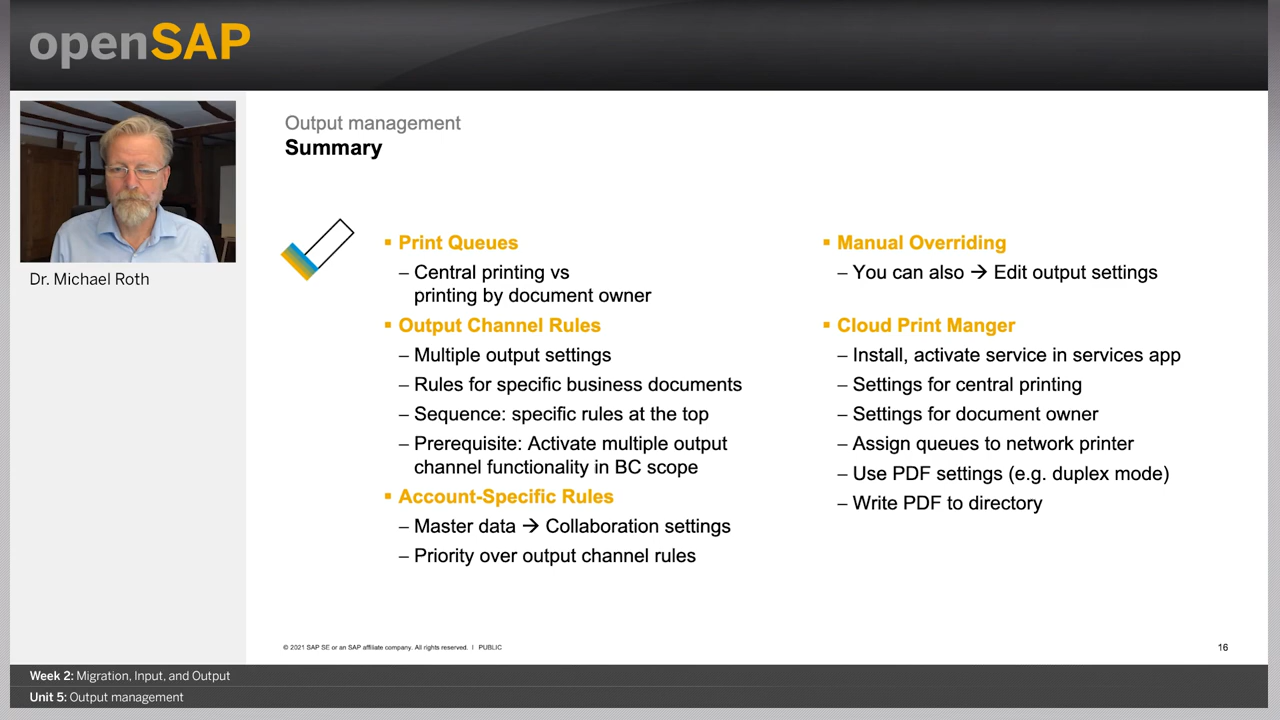 openSAP
Dr. Michael Roth
Output management
Summary
▪ Print Queues
– Central printing vs
printing by document owner
▪ Output Channel Rules
– Multiple output settings
– Rules for specific business documents
– Sequence: specific rules at the top
– Prerequisite: Activate multiple output
channel functionality in BC scope
▪ Account-Specific Rules
– Master data → Collaboration settings
– Priority over output channel rules
▪ Manual Overriding
– You can also → Edit output settings
▪ Cloud Print Manger
– Install, activate service in services app
– Settings for central printing
– Settings for document owner
– Assign queues to network printer
– Use PDF settings (e.g. duplex mode)
– Write PDF to directory
© 2021 SAP SE or an SAP affiliate company. All rights reserved. | PUBLIC
16
Week 2: Migration, Input, and Output
Unit 5: Output management